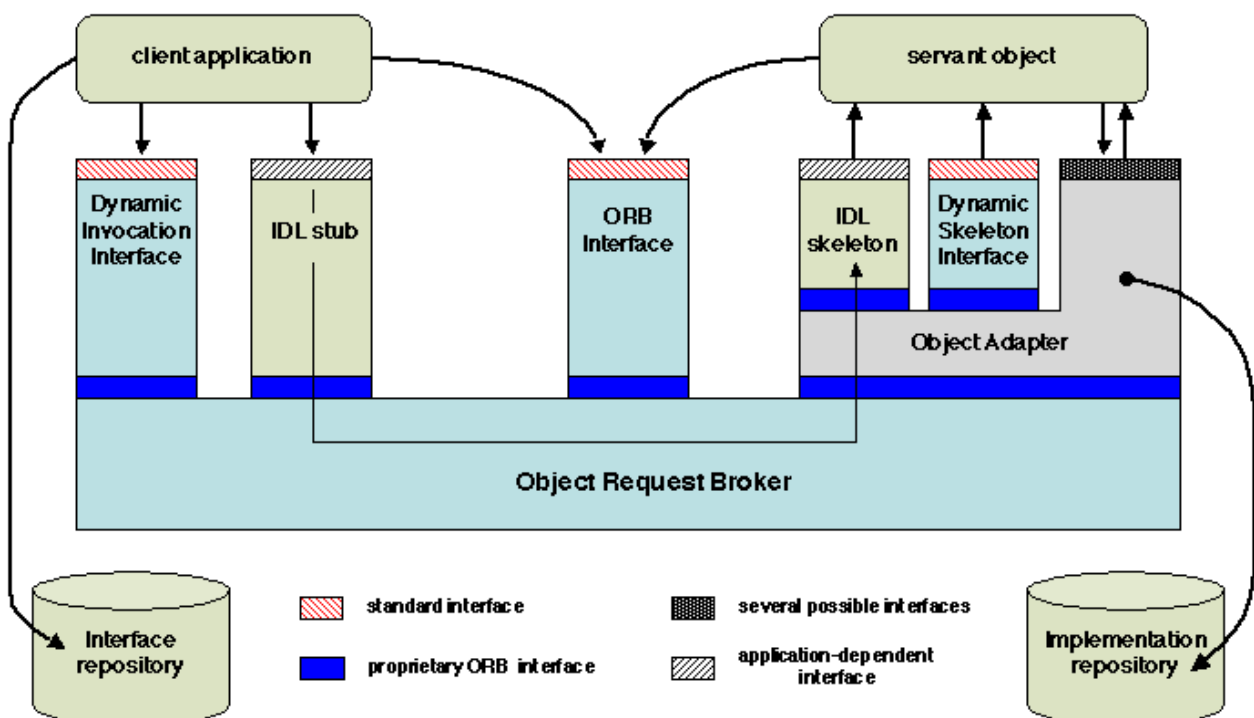 client application
servant object
Dynamic
Invocation
Interface
IDL stub
ORB
Interface
IDL
skeleton
Dynamic
Skeleton
Interface
Object Adapter
Object Request Broker
Interface
repository
standard interface
proprietary ORB interface
several possible interfaces
application-dependent
interface
Implementation
repository